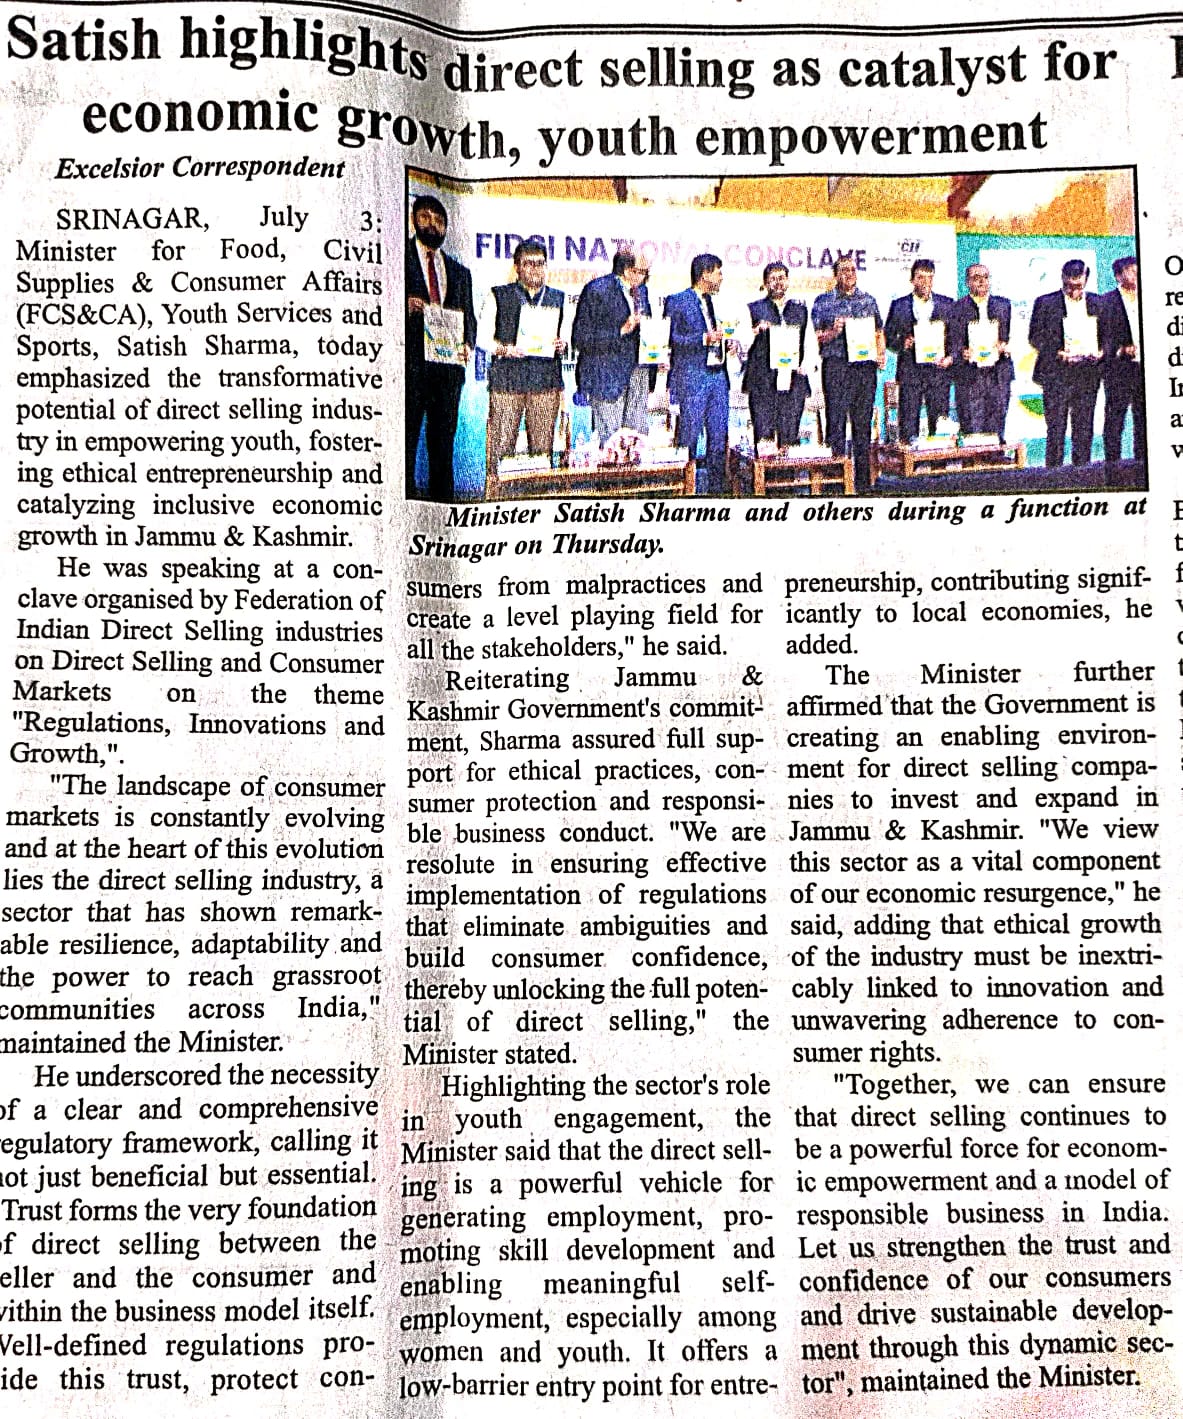 Satish highlights direct selling as catalyst for
economic growth, youth empowerment
Excelsior Correspondent
SRINAGAR, July 3:
Minister for Food, Civil
Supplies & Consumer Affairs
(FCS&CA), Youth Services and
Sports, Satish Sharma, today
emphasized the transformative
potential of direct selling indus-
try in empowering youth, foster-
ing ethical entrepreneurship and
catalyzing inclusive economic
growth in Jammu & Kashmir.
He was speaking at a con-
clave organised by Federation of
Indian Direct Selling industries
on Direct Selling and Consumer
Markets on the theme
"Regulations, Innovations and
Growth,".
"The landscape of consumer
markets is constantly evolving
and at the heart of this evolution
lies the direct selling industry, a
sector that has shown remark-
able resilience, adaptability and
the power to reach grassroot
communities across India,"
maintained the Minister.
He underscored the necessity
of a clear and comprehensive
egulatory framework, calling it
not just beneficial but essential.
Trust forms the very foundation
of direct selling between the
eller and the consumer and
within the business model itself.
Well-defined regulations pro-
ide this trust, protect con-
FIDSI NATIONAL CONCLAVE
CII
Minister Satish Sharma and others during a function at
Srinagar on Thursday.
sumers from malpractices and
create a level playing field for
all the stakeholders," he said.
Reiterating Jammu &
Kashmir Government's commit-
ment, Sharma assured full sup-
port for ethical practices, con-
sumer protection and responsi-
ble business conduct. "We are
resolute in ensuring effective
implementation of regulations
that eliminate ambiguities and
build consumer confidence,
thereby unlocking the full poten-
tial of direct selling," the
Minister stated.
Highlighting the sector's role
in youth engagement, the
Minister said that the direct sell-
ing is a powerful vehicle for
generating employment, pro-
moting skill development and
enabling meaningful self-
employment, especially among
women and youth. It offers a
low-barrier entry point for entre-
preneurship, contributing signif-
icantly to local economies, he
added.
The Minister further
affirmed that the Government is
creating an enabling environ-
ment for direct selling compa-
nies to invest and expand in
Jammu & Kashmir. "We view
this sector as a vital component
of our economic resurgence," he
said, adding that ethical growth
of the industry must be inextri-
cably linked to innovation and
unwavering adherence to con-
sumer rights.
"Together, we can ensure
that direct selling continues to
be a powerful force for econom-
ic empowerment and a model of
responsible business in India.
Let us strengthen the trust and
confidence of our consumers
and drive sustainable develop-
ment through this dynamic sec-
tor", maintained the Minister.